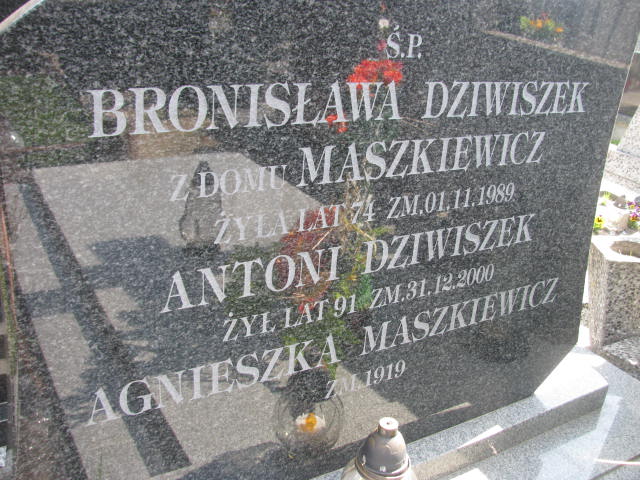 Ś.P.
BRONISŁAWA DZIWISZEK
Z DOMU MASZKIEWICZ
ŻYŁA LAT 74 ZM.01.11.1989
ANTONI DZIWISZEK
ŻYŁ LAT 91 ZM.31.12.2000
AGNIESZKA MASZKIEWICZ
ZM.1919